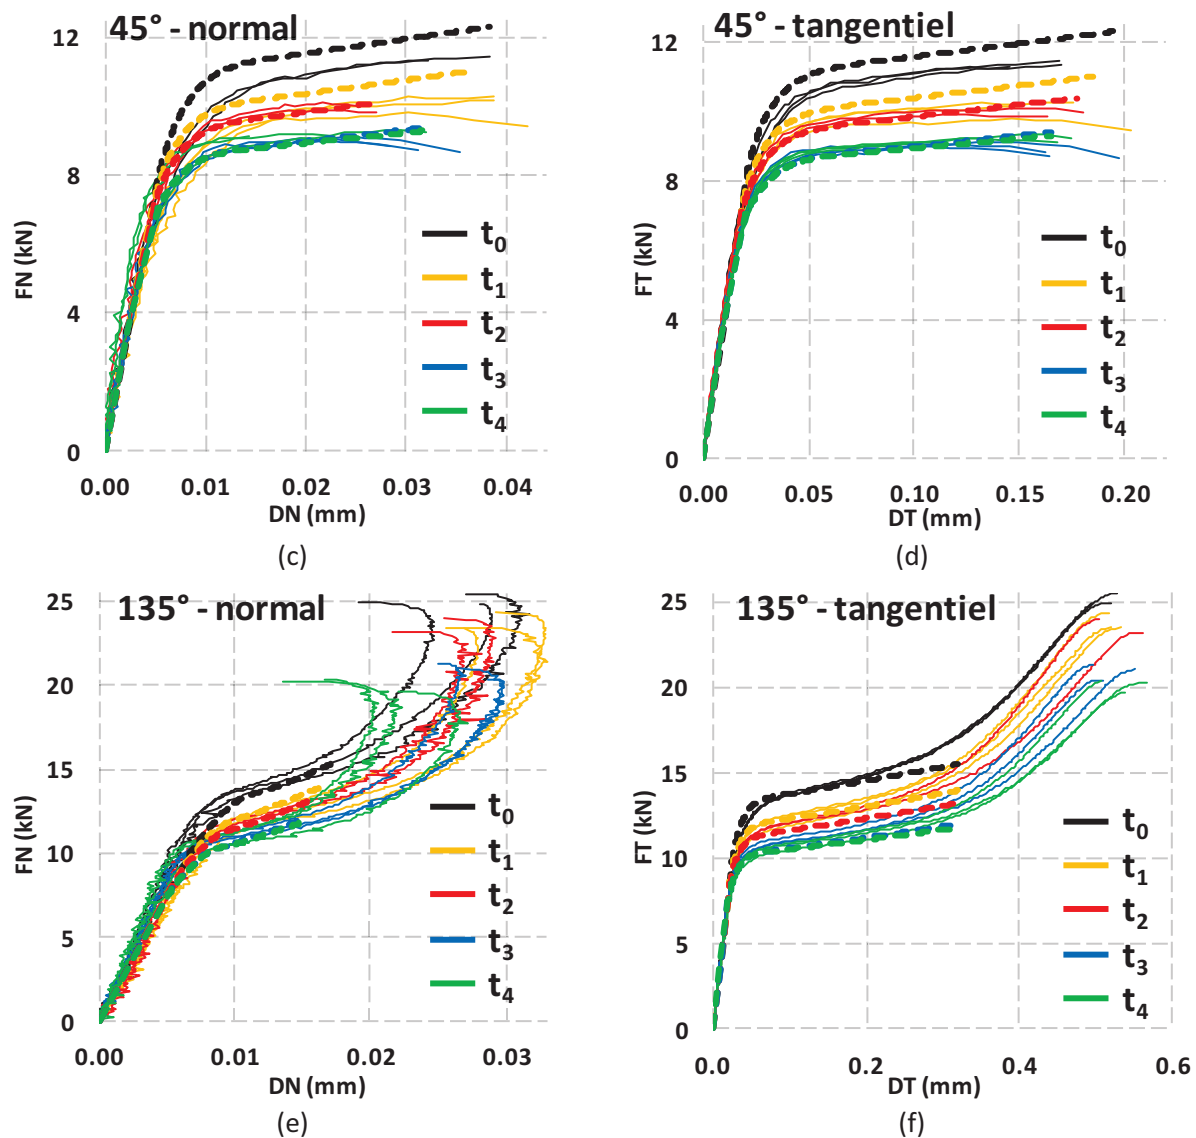 45° - normal
12
8
4
0
FN (kN)
t0
t1
t2
t3
t4
0.00 0.01 0.02 0.03 0.04
DN (mm)
(c)
45° - tangentiel
12
8
4
0
FT (kN)
t0
t1
t2
t3
t4
0.00 0.05 0.10 0.15 0.20
DT (mm)
(d)
135° - normal
25
20
15
10
5
0
FN (kN)
t0
t1
t2
t3
t4
0.00 0.01 0.02 0.03
DN (mm)
(e)
135° - tangentiel
25
20
15
10
5
0
FT (kN)
t0
t1
t2
t3
t4
0.0 0.2 0.4 0.6
DT (mm)
(f)